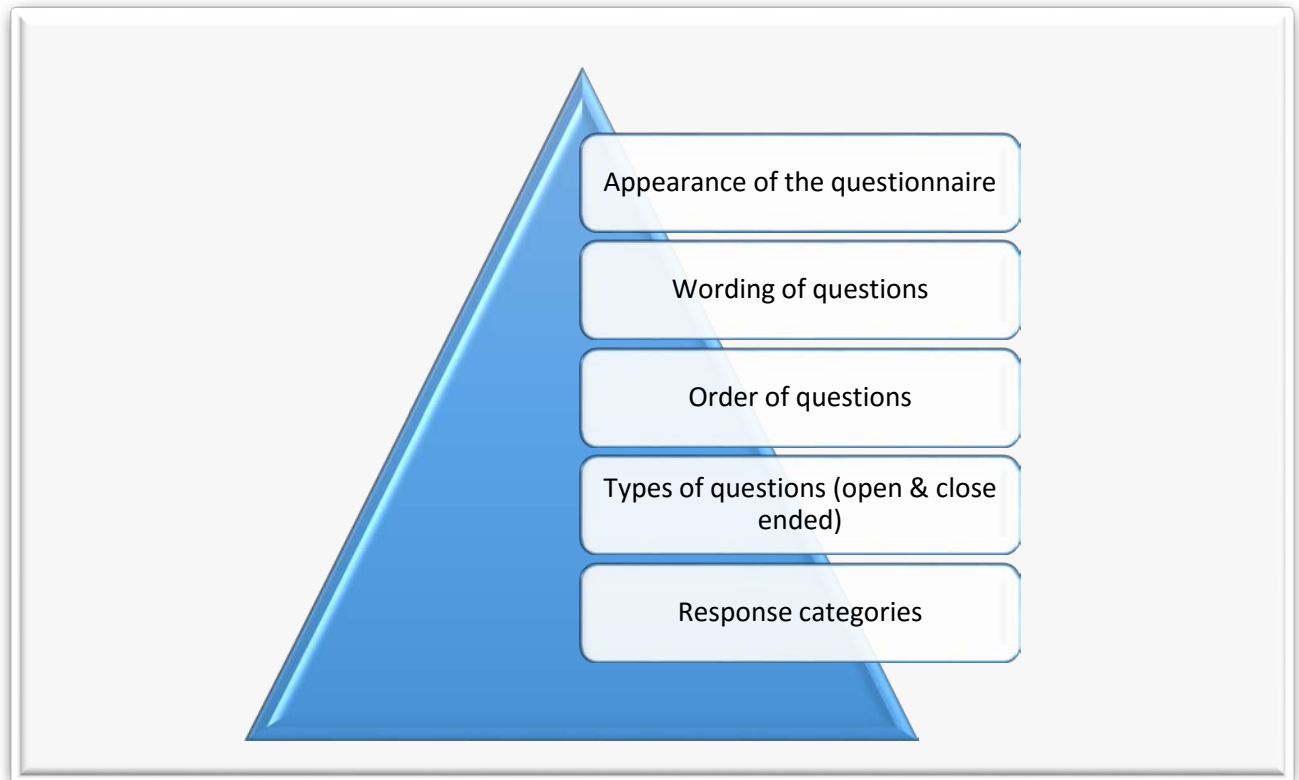 Appearance of the questionnaire
Wording of questions
Order of questions
Types of questions (open & close
ended)
Response categories